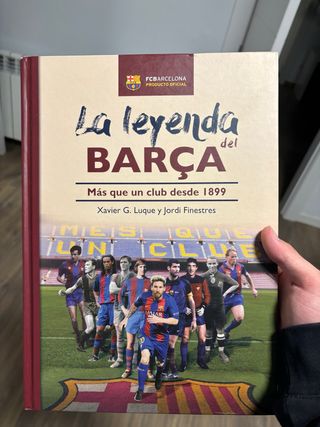 FCBARCELONA
PRODUCTO OFICIAL
La leyenda
del
BARÇA
Más que un club desde 1899
Xavier G. Luque y Jordi Finestres
MÉS QUE
UN CLUB